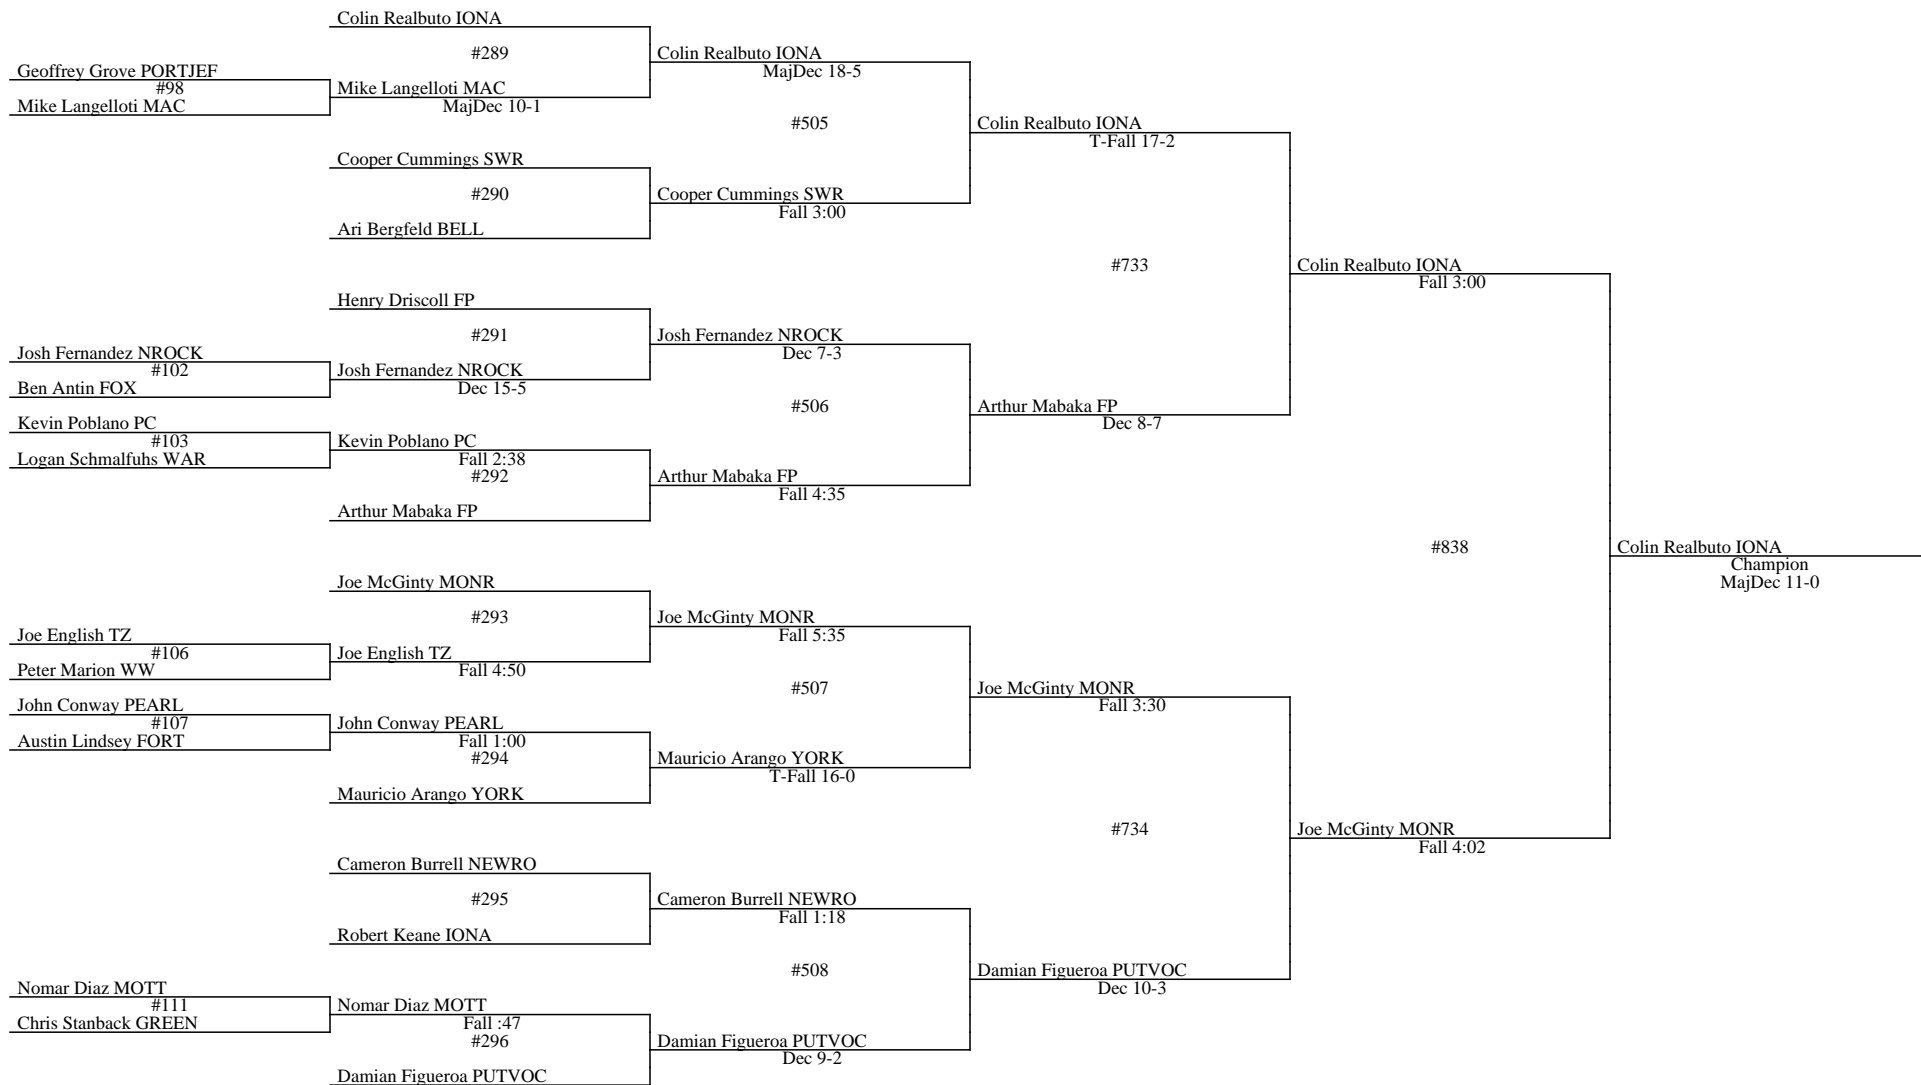 Colin Realbuto IONA
#289
Colin Realbuto IONA
MajDec 18-5
Geoffrey Grove PORTJEF
#98
Mike Langelloti MAC
Mike Langelloti MAC
MajDec 10-1
#505
Colin Realbuto IONA
T-Fall 17-2
Cooper Cummings SWR
#290
Cooper Cummings SWR
Fall 3:00
Ari Bergfeld BELL
#733
Colin Realbuto IONA
Fall 3:00
Henry Driscoll FP
#291
Josh Fernandez NROCK
Dec 7-3
Josh Fernandez NROCK
#102
Ben Antin FOX
Josh Fernandez NROCK
Dec 15-5
#506
Arthur Mabaka FP
Dec 8-7
Kevin Poblano PC
#103
Logan Schmalfuhs WAR
Kevin Poblano PC
Fall 2:38
#292
Arthur Mabaka FP
Fall 4:35
Arthur Mabaka FP
#838
Colin Realbuto IONA
Champion
MajDec 11-0
Joe McGinty MONR
#293
Joe McGinty MONR
Fall 5:35
Joe English TZ
#106
Peter Marion WW
Joe English TZ
Fall 4:50
#507
Joe McGinty MONR
Fall 3:30
John Conway PEARL
#107
Austin Lindsey FORT
John Conway PEARL
Fall 1:00
#294
Mauricio Arango YORK
T-Fall 16-0
Mauricio Arango YORK
#734
Joe McGinty MONR
Fall 4:02
Cameron Burrell NEWRO
#295
Cameron Burrell NEWRO
Fall 1:18
Robert Keane IONA
#508
Damian Figueroa PUTVOC
Dec 10-3
Nomar Diaz MOTT
#111
Chris Stanback GREEN
Nomar Diaz MOTT
Fall :47
#296
Damian Figueroa PUTVOC
Dec 9-2
Damian Figueroa PUTVOC